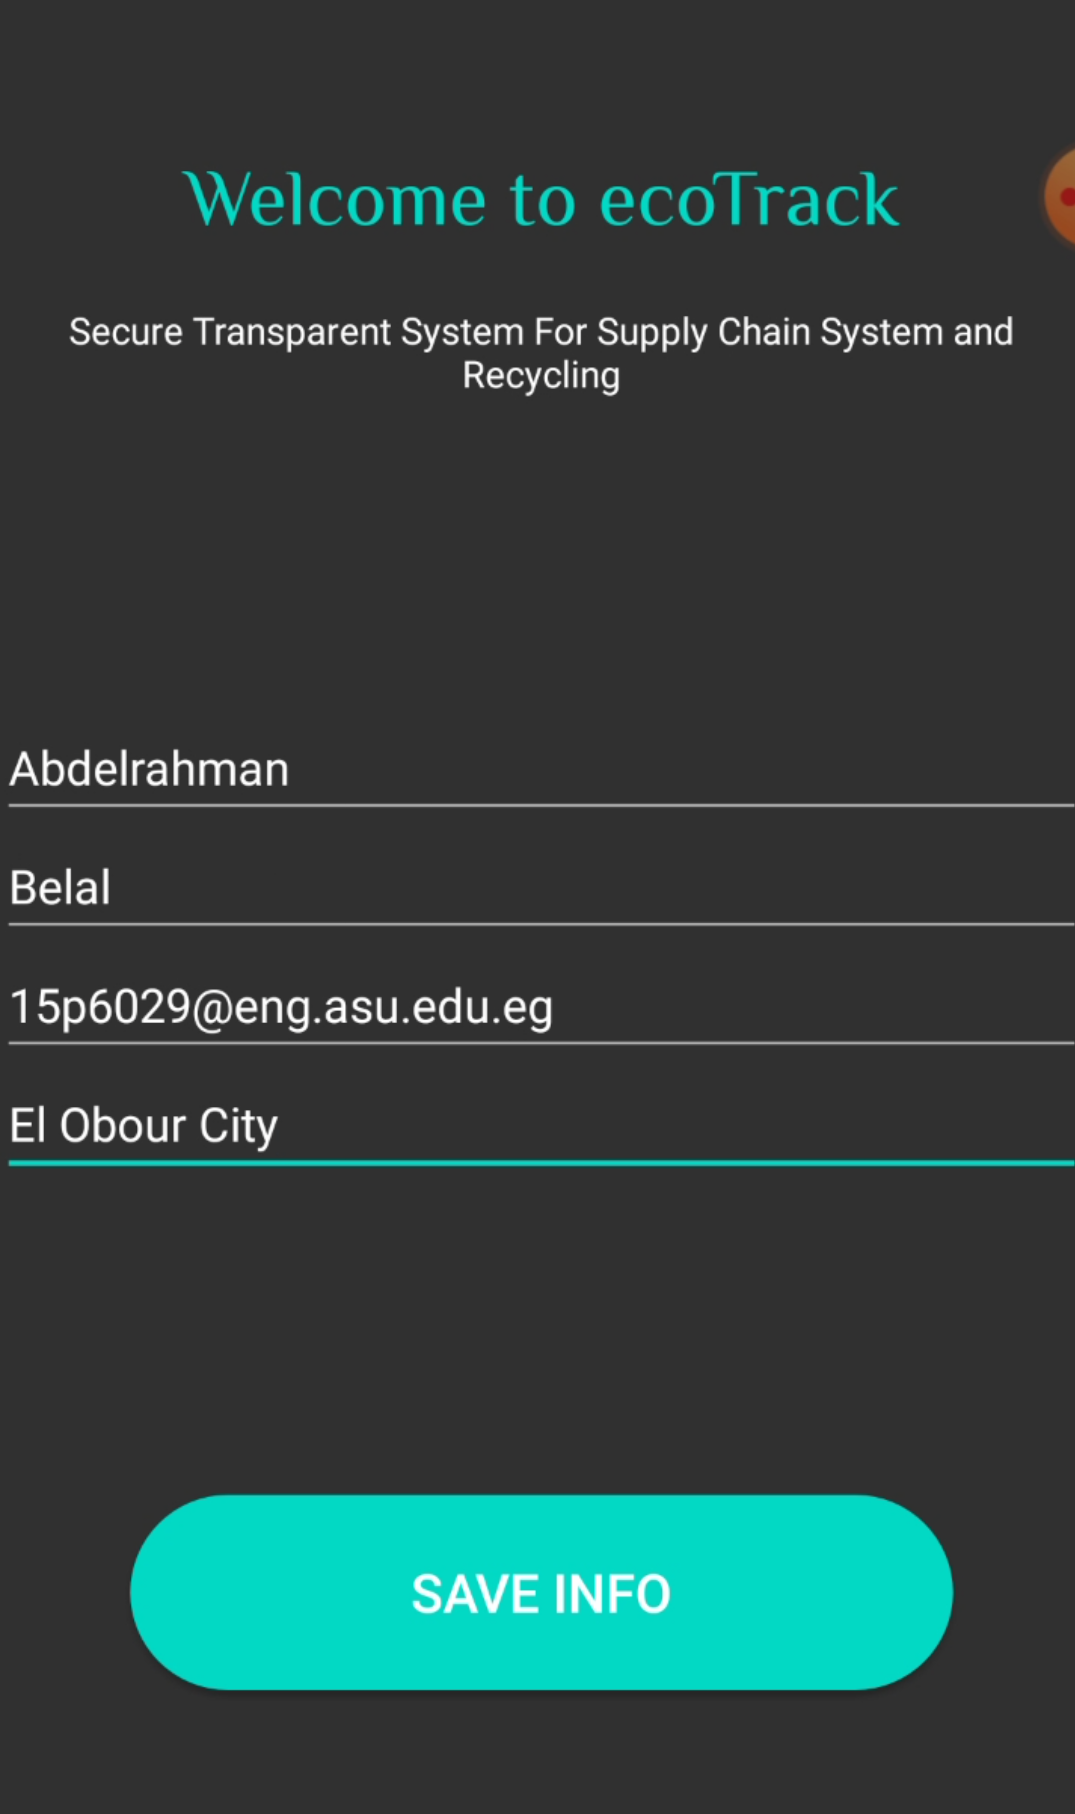 Welcome to ecoTrack
Secure Transparent System For Supply Chain System and
Recycling
Abdelrahman
Belal
15p6029@eng.asu.edu.eg
El Obour City
SAVE INFO